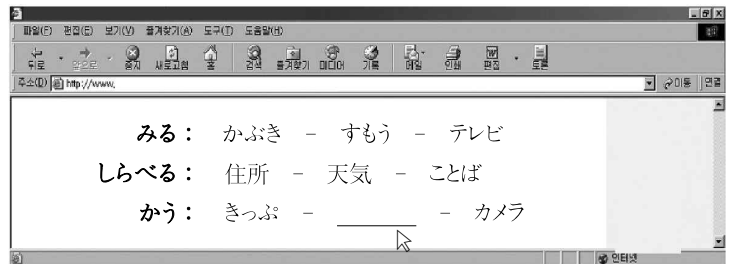 파일(F) 편집(E) 보기(V) 즐겨찾기(A) 도구(T) 도움말(H)
뒤로 앞으로 중지 새로고침 홈 검색 즐겨찾기 미디어 기록 메일 인쇄 편집 토론
주소(D) http://www. 이동 연결
みる： かぶき － すもう － テレビ
しらべる： 住所 － 天気 － ことば
かう： きっぷ － ________ － カメラ
인터넷